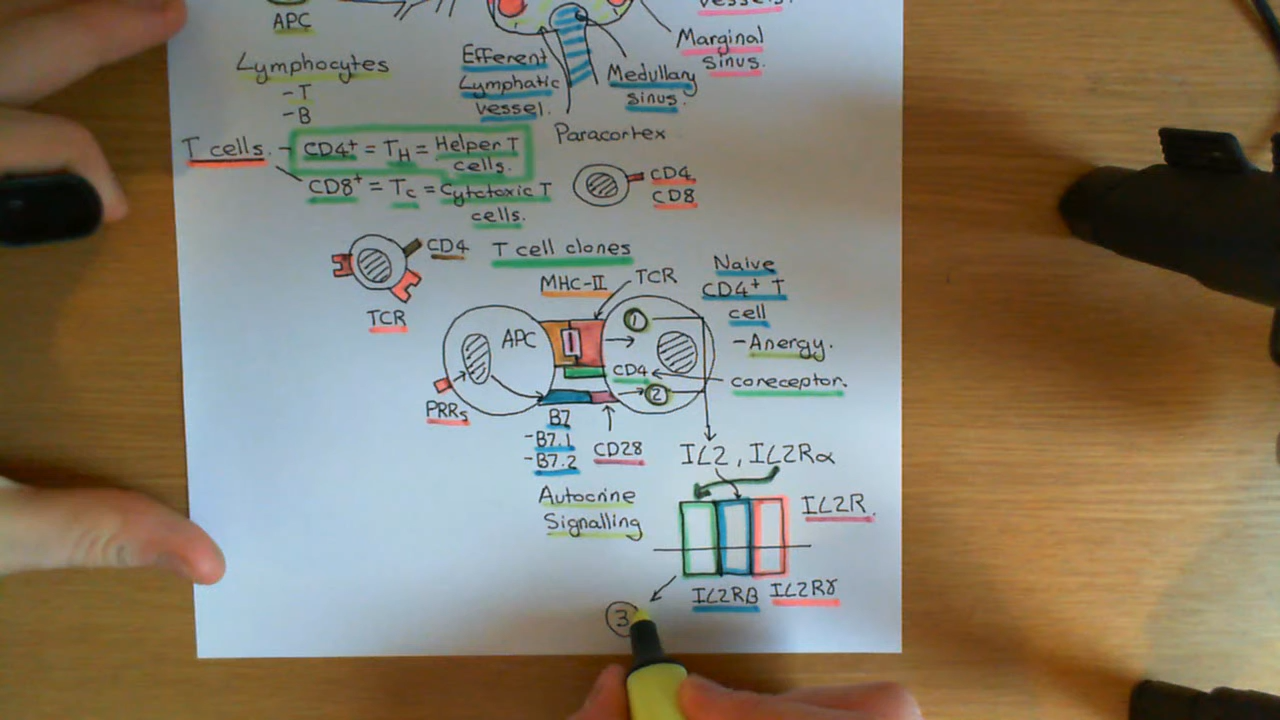 APC
vessels.
Lymphocytes
-T
-B
Efferent
Lymphatic
vessel.
Marginal
sinus.
Medullary
sinus.
Paracortex
T cells. - CD4+ = TH = Helper T
cells.
CD8+ = Tc = Cytotoxic T
cells.
CD4
CD8
CD4
TCR
T cell clones
MHC-II
TCR
Naive
CD4+ T
cell
-Anergy.
APC
1
CD4
2
coreceptor.
PRRs
B7
-B7.1
-B7.2
CD28
IL2, IL2Rα
Autocrine
Signalling
IL2R.
IL2Rβ
IL2Rγ
3